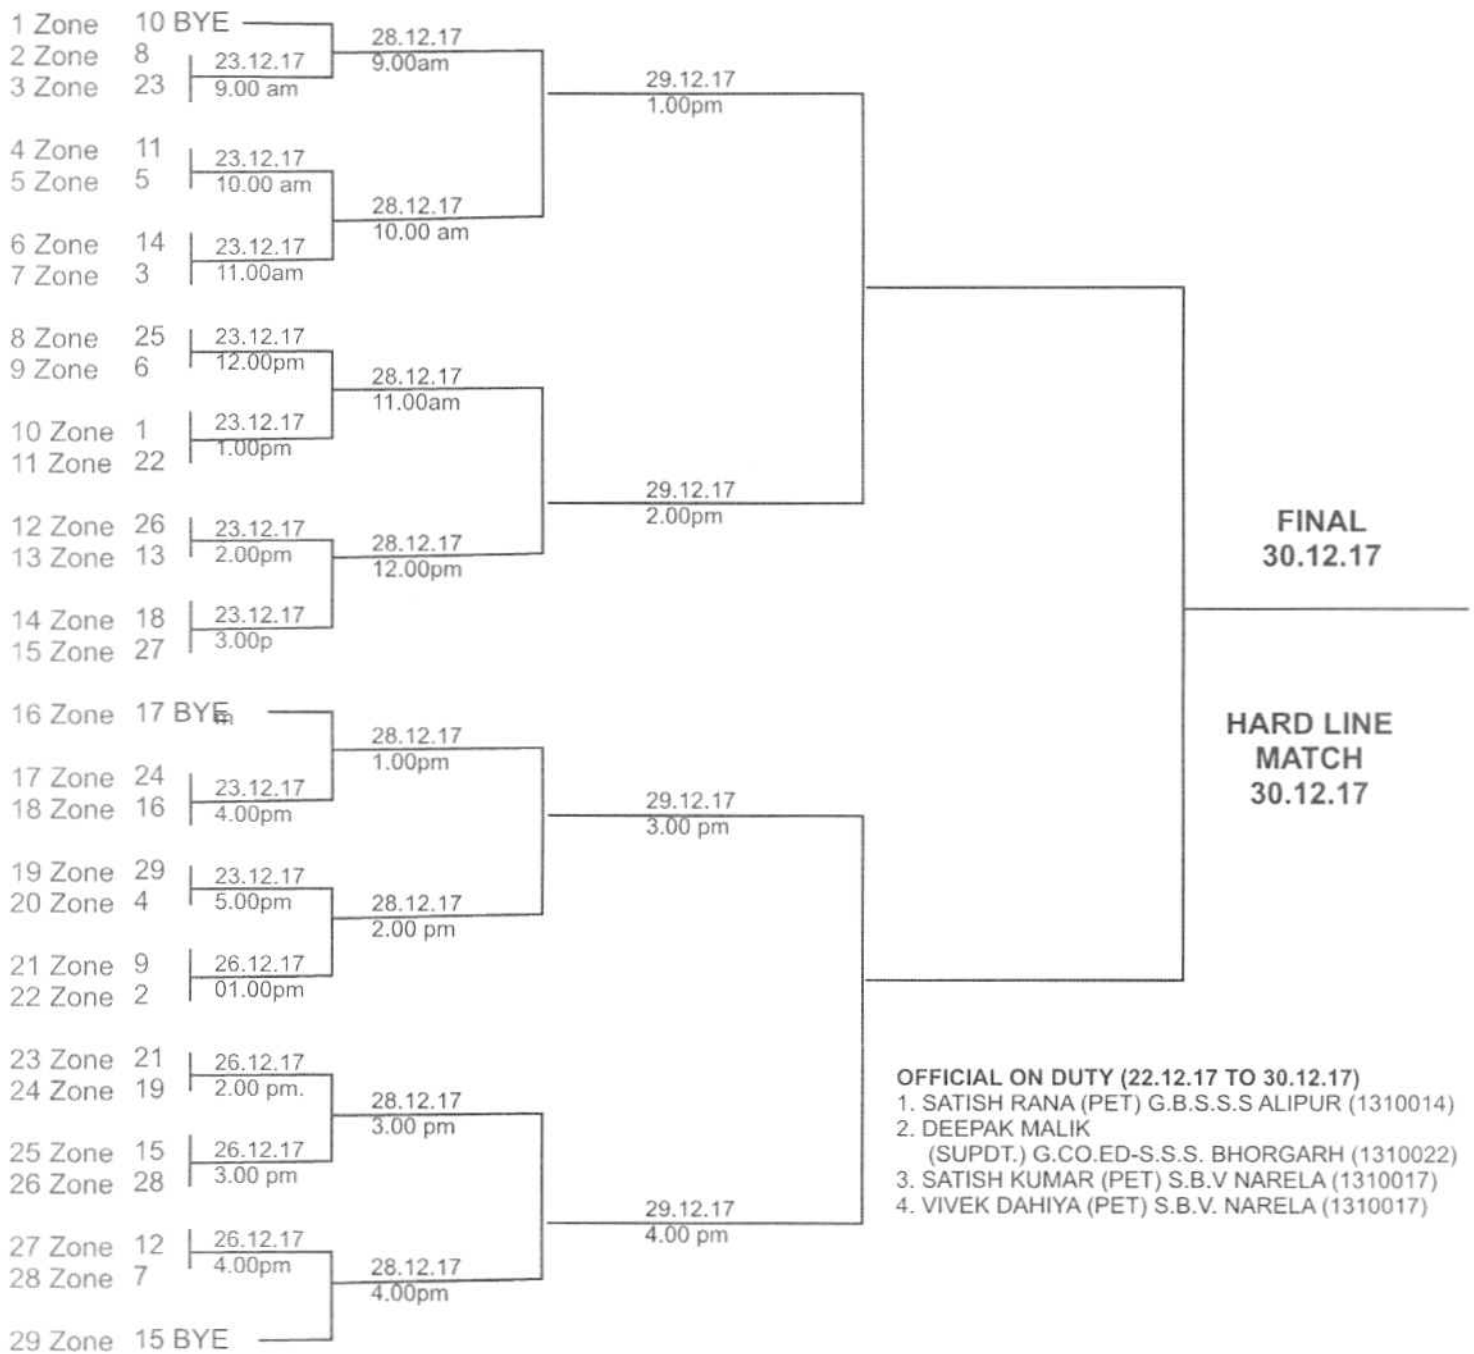 1 Zone 10 BYE
2 Zone 8
3 Zone 23
23.12.17
9.00 am
28.12.17
9.00am
4 Zone 11
5 Zone 5
23.12.17
10.00 am
6 Zone 14
7 Zone 3
23.12.17
11.00am
28.12.17
10.00 am
29.12.17
1.00pm
8 Zone 25
9 Zone 6
23.12.17
12.00pm
10 Zone 1
11 Zone 22
23.12.17
1.00pm
28.12.17
11.00am
12 Zone 26
13 Zone 13
23.12.17
2.00pm
14 Zone 18
15 Zone 27
23.12.17
3.00p
28.12.17
12.00pm
29.12.17
2.00pm
16 Zone 17 BYE
m
17 Zone 24
18 Zone 16
23.12.17
4.00pm
28.12.17
1.00pm
19 Zone 29
20 Zone 4
23.12.17
5.00pm
21 Zone 9
22 Zone 2
26.12.17
01.00pm
28.12.17
2.00 pm
29.12.17
3.00 pm
23 Zone 21
24 Zone 19
26.12.17
2.00 pm.
25 Zone 15
26 Zone 28
26.12.17
3.00 pm
28.12.17
3.00 pm
27 Zone 12
28 Zone 7
26.12.17
4.00pm
29 Zone 15 BYE
28.12.17
4.00pm
29.12.17
4.00 pm
FINAL
30.12.17
HARD LINE
MATCH
30.12.17
OFFICIAL ON DUTY (22.12.17 TO 30.12.17)
1. SATISH RANA (PET) G.B.S.S.S ALIPUR (1310014)
2. DEEPAK MALIK
(SUPDT.) G.CO.ED-S.S.S. BHORGARH (1310022)
3. SATISH KUMAR (PET) S.B.V NARELA (1310017)
4. VIVEK DAHIYA (PET) S.B.V. NARELA (1310017)